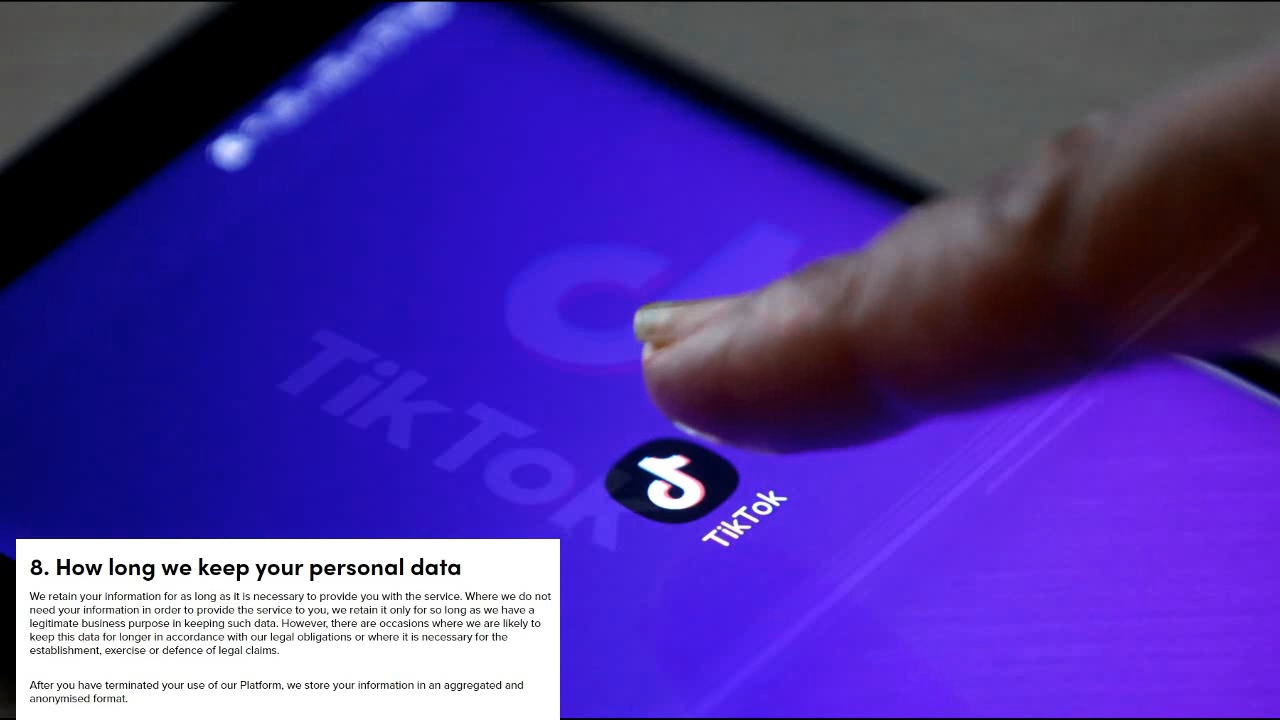 TikTok
TikTok
8. How long we keep your personal data
We retain your information for as long as it is necessary to provide you with the service. Where we do not
need your information in order to provide the service to you, we retain it only for so long as we have a
legitimate business purpose in keeping such data. However, there are occasions where we are likely to
keep this data for longer in accordance with our legal obligations or where it is necessary for the
establishment, exercise or defence of legal claims.
After you have terminated your use of our Platform, we store your information in an aggregated and
anonymised format.